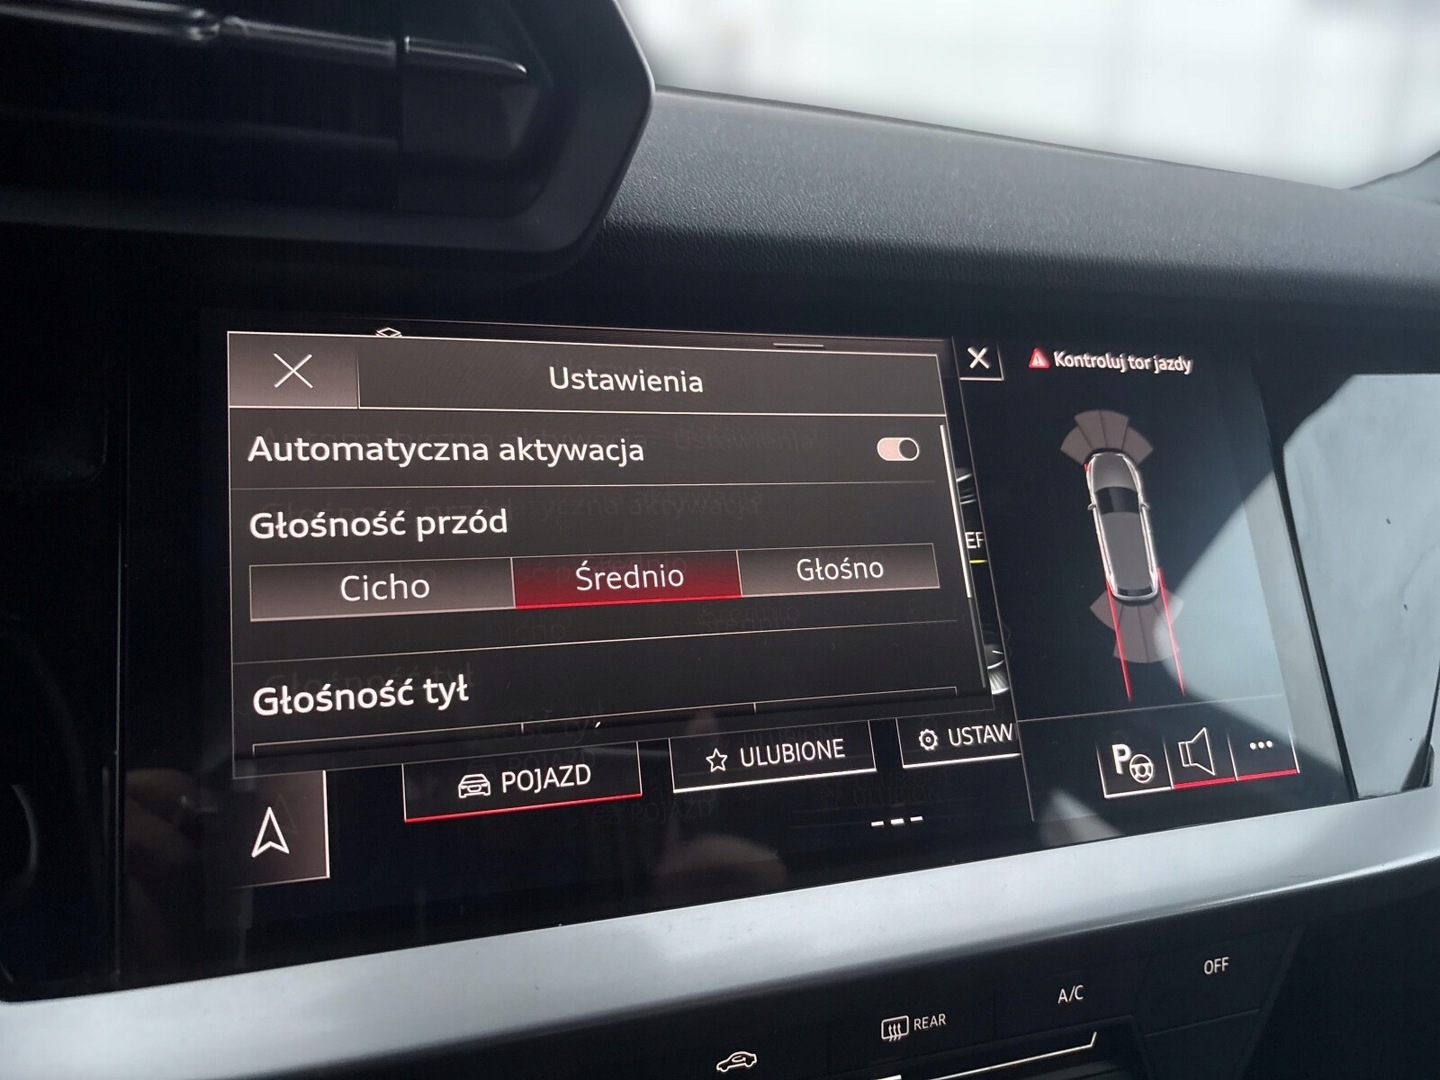 Ustawienia
Kontroluj tor jazdy
Automatyczna aktywacja
Głośność przód
Cicho
Średnio
Głośno
Głośność tył
POJAZD
ULUBIONE
USTAW
P
OFF
A/C
REAR